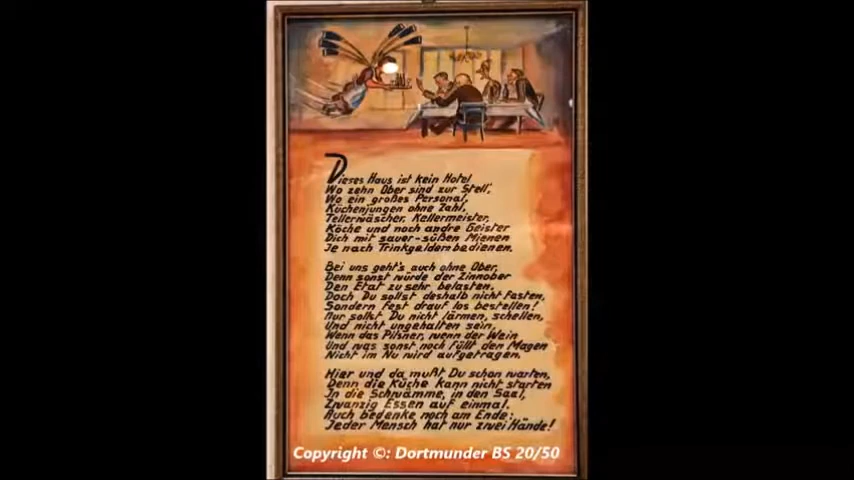 Dieses Haus ist kein Hotel
Wo zehn Ober sind zur Stell',
Wo ein großes Personal,
Küchenjungen ohne Zahl,
Tellerwäscher, Kellermeister,
Köche und noch andre Geister
Dich mit sauer-süßen Mienen
Je nach Trinkgeldern bedienen.
Bei uns geht's auch ohne Ober,
Denn sonst würde der Zinnober
Den Etat zu sehr belasten.
Doch Du sollst deshalb nicht fasten,
Sondern fest drauf los bestellen!
Nur sollst Du nicht lärmen, schellen,
Und nicht ungehalten sein,
Wenn das Pilsner, wenn der Wein
Und was sonst noch füllt den Magen
Nicht im Nu wird aufgetragen.
Hier und da mußt Du schon warten,
Denn die Küche kann nicht starten
In die Schwämme, in den Saal,
Zwanzig Essen auf einmal.
Auch bedenke noch am Ende:
Jeder Mensch hat nur zwei Hände!
Copyright ©: Dortmunder BS 20/50